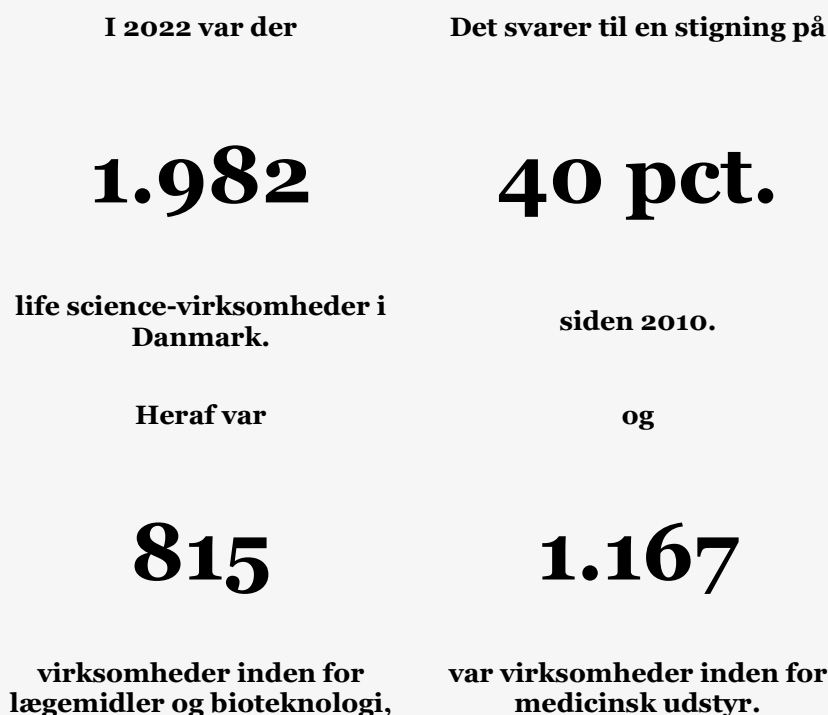 I 2022 var der
1.982
life science-virksomheder i
Danmark.
Det svarer til en stigning på
40 pct.
siden 2010.
Heraf var
815
virksomheder inden for
lægemidler og bioteknologi,
og
1.167
var virksomheder inden for
medicinsk udstyr.